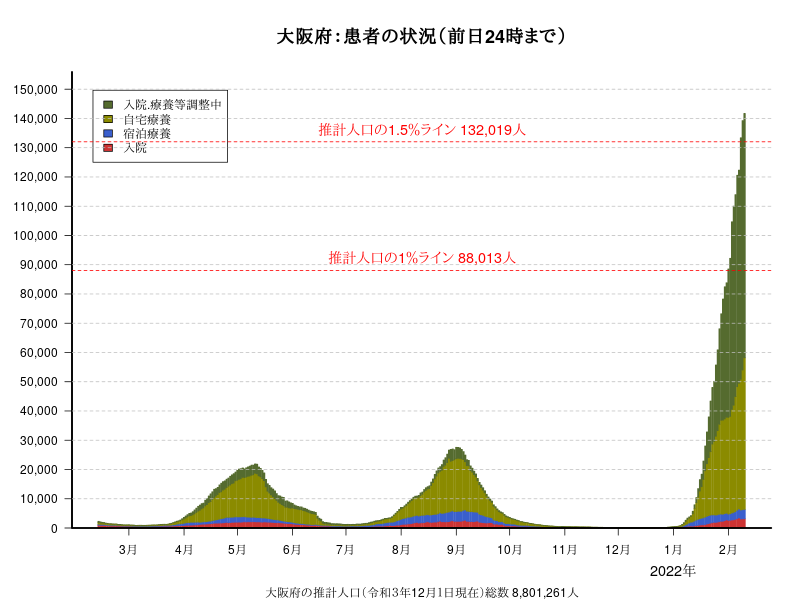 大阪府：患者の状況（前日24時まで）
150,000
140,000
130,000
120,000
110,000
100,000
90,000
80,000
70,000
60,000
50,000
40,000
30,000
20,000
10,000
0
入院.療養等調整中
自宅療養
宿泊療養
入院
推計人口の1.5%ライン 132,019人
推計人口の1%ライン 88,013人
3月 4月 5月 6月 7月 8月 9月 10月 11月 12月 1月 2月
2022年
大阪府の推計人口（令和3年12月1日現在）総数 8,801,261人